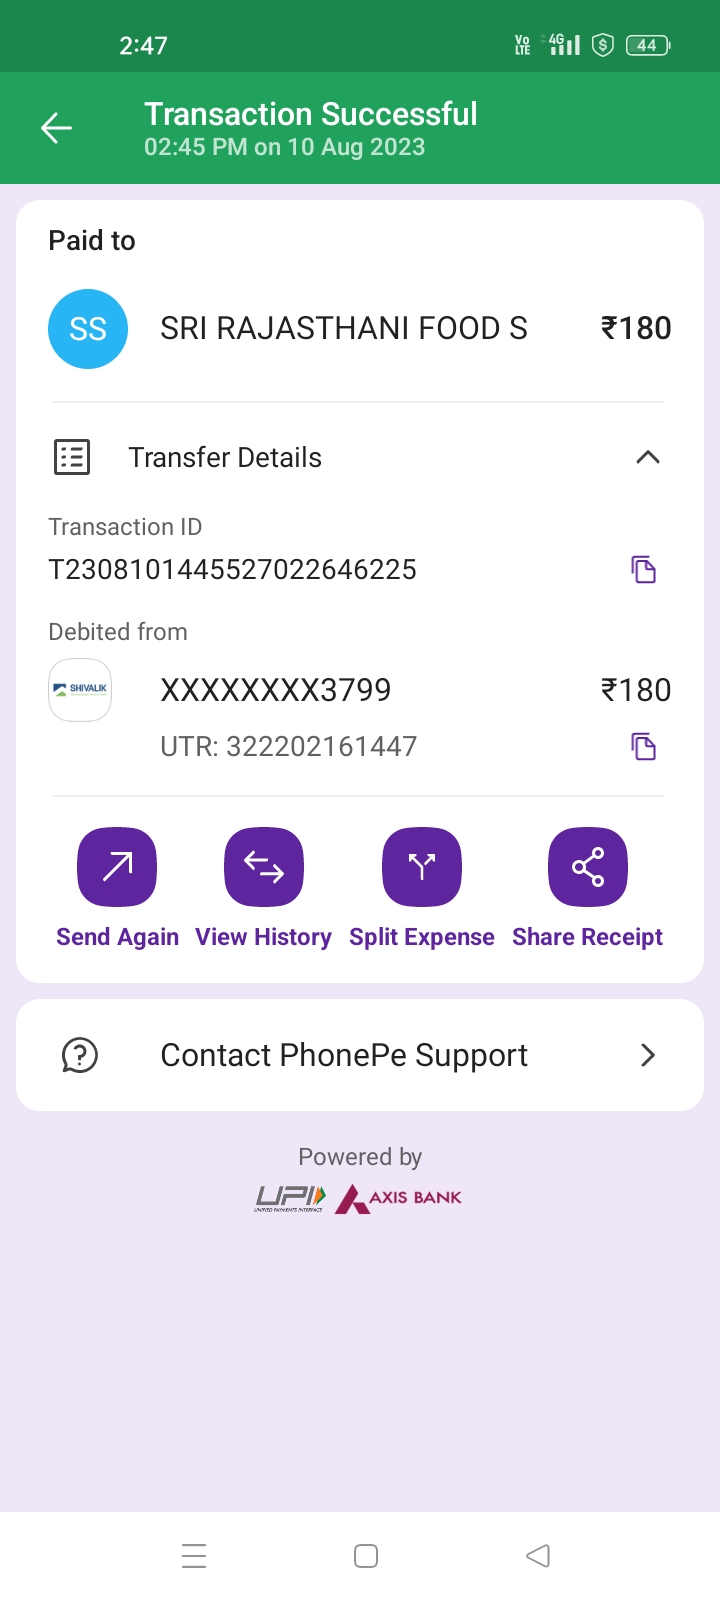 2:47
Vo LTE 4G 44
Transaction Successful
02:45 PM on 10 Aug 2023
Paid to
SS SRI RAJASTHANI FOOD S ₹180
Transfer Details
Transaction ID
T2308101445527022646225
Debited from
SHIVALIK XXXXXXXX3799 ₹180
UTR: 322202161447
Send Again View History Split Expense Share Receipt
Contact PhonePe Support
Powered by
UPI AXIS BANK
UNIFIED PAYMENTS INTERFACE